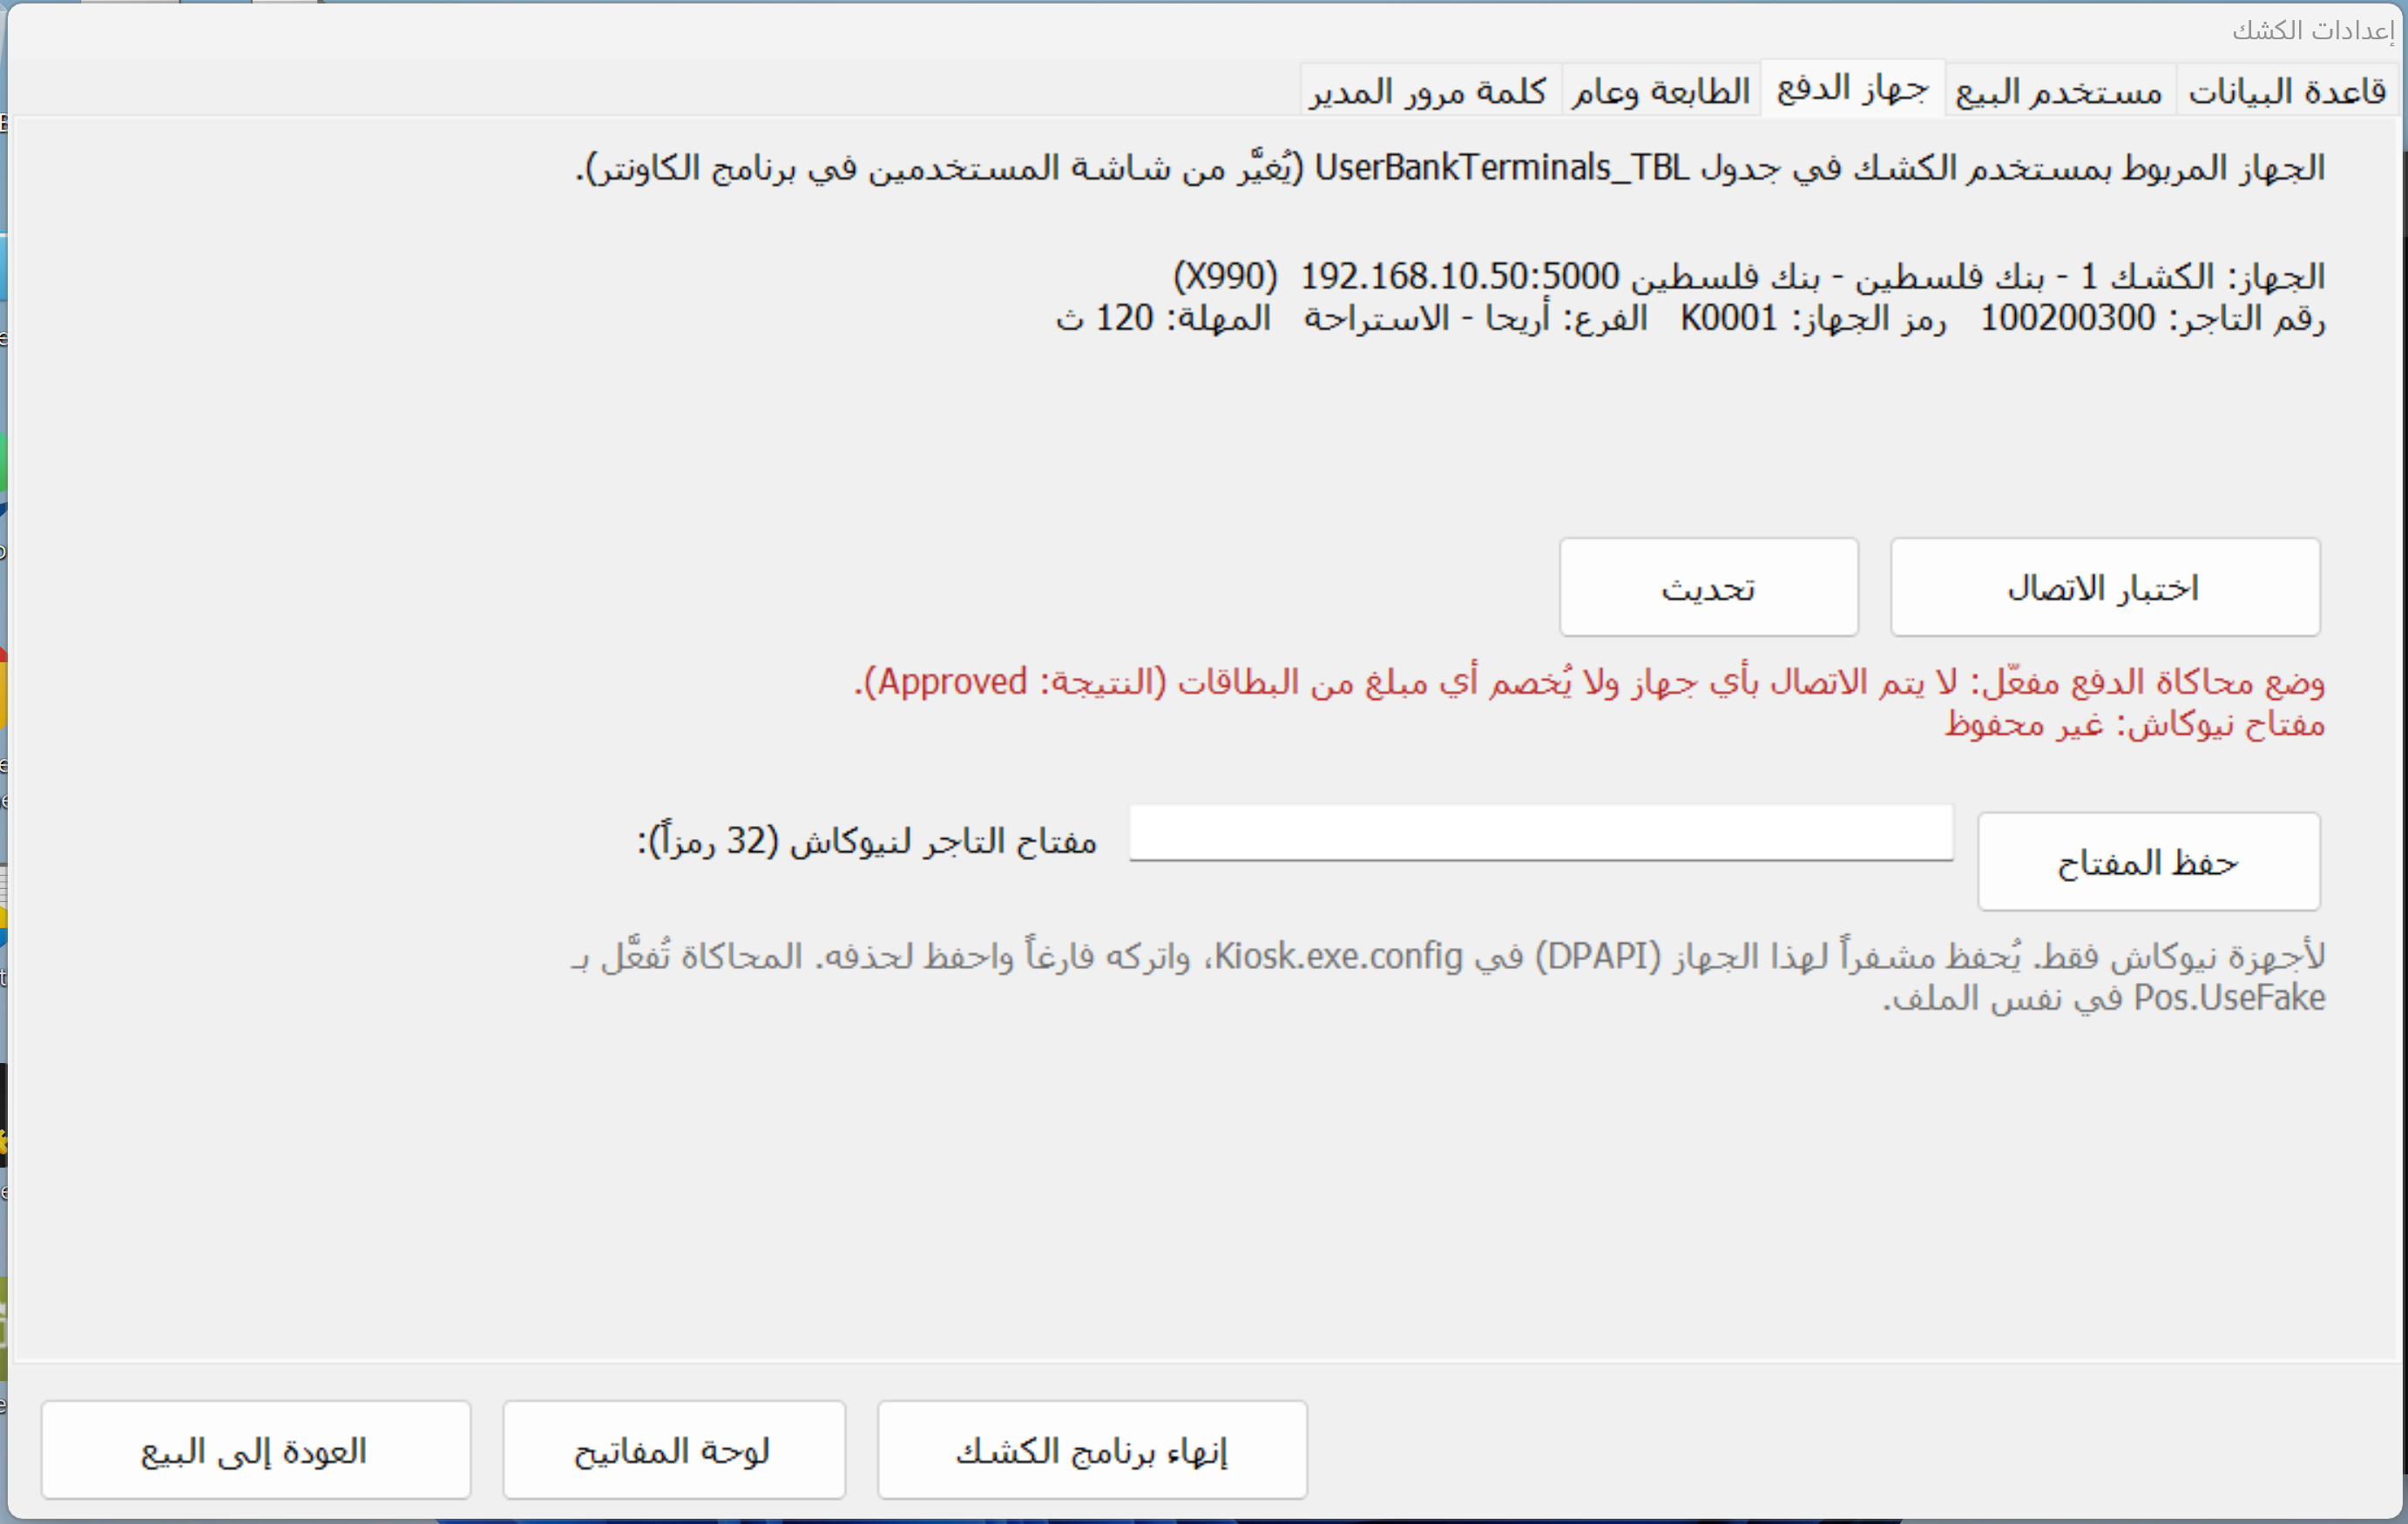 إعدادات الكشك
قاعدة البيانات
مستخدم البيع
جهاز الدفع
الطابعة وعام
كلمة مرور المدير
الجهاز المربوط بمستخدم الكشك في جدول UserBankTerminals_TBL (يُغيَّر من شاشة المستخدمين في برنامج الكاونتر).
الجهاز: الكشك 1 - بنك فلسطين - بنك فلسطين 192.168.10.50:5000 (X990)
رقم التاجر: 100200300 رمز الجهاز: K0001 الفرع: أريحا - الاستراحة المهلة: 120 ث
اختبار الاتصال
تحديث
وضع محاكاة الدفع مفعّل: لا يتم الاتصال بأي جهاز ولا يُخصم أي مبلغ من البطاقات (النتيجة: Approved).
مفتاح نيوكاش: غير محفوظ
حفظ المفتاح
مفتاح التاجر لنيوكاش (32 رمزاً):
لأجهزة نيوكاش فقط. يُحفظ مشفراً لهذا الجهاز (DPAPI) في Kiosk.exe.config، واتركه فارغاً واحفظ لحذفه. المحاكاة تُفعَّل بـ
Pos.UseFake في نفس الملف.
إنهاء برنامج الكشك
لوحة المفاتيح
العودة إلى البيع